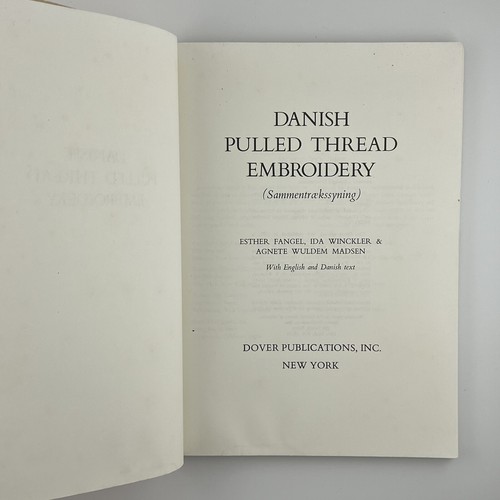 DANISH
PULLED THREAD
EMBROIDERY
(Sammentrækssyning)
ESTHER FANGEL, IDA WINCKLER &
AGNETE WULDEM MADSEN
With English and Danish text
DOVER PUBLICATIONS, INC.
NEW YORK